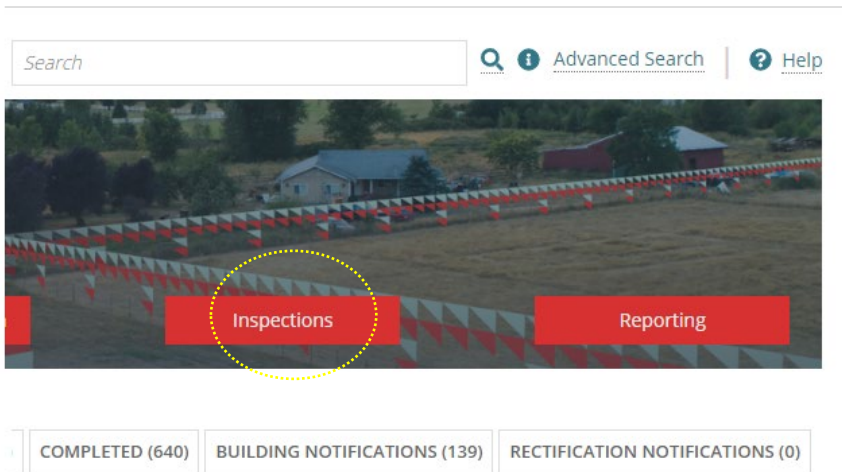 Search
Advanced Search
Help
Inspections
Reporting
COMPLETED (640)
BUILDING NOTIFICATIONS (139)
RECTIFICATION NOTIFICATIONS (0)